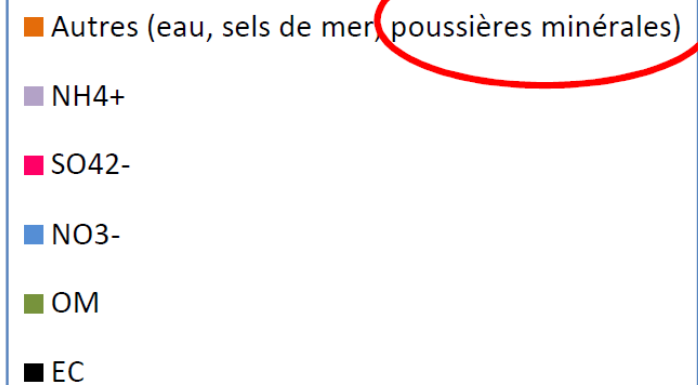 Autres (eau, sels de mer, poussières minérales)
NH4+
SO42-
NO3-
OM
EC